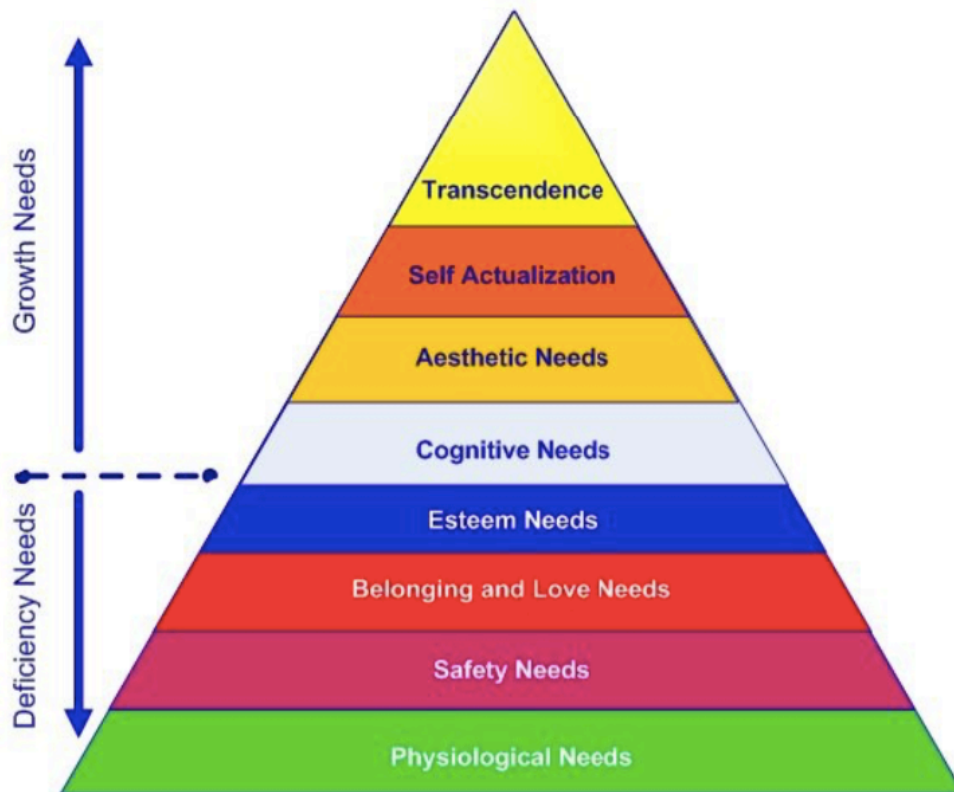 Growth Needs
Deficiency Needs
Transcendence
Self Actualization
Aesthetic Needs
Cognitive Needs
Esteem Needs
Belonging and Love Needs
Safety Needs
Physiological Needs